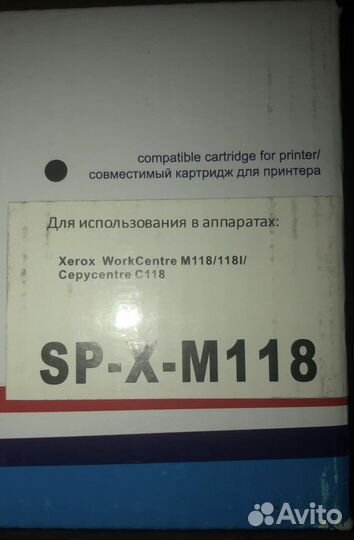 compatible cartridge for printer/
совместимый картридж для принтера
Для использования в аппаратах:
Xerox WorkCentre M118/118I/
Cepycentre C118
SP-X-M118
Avito